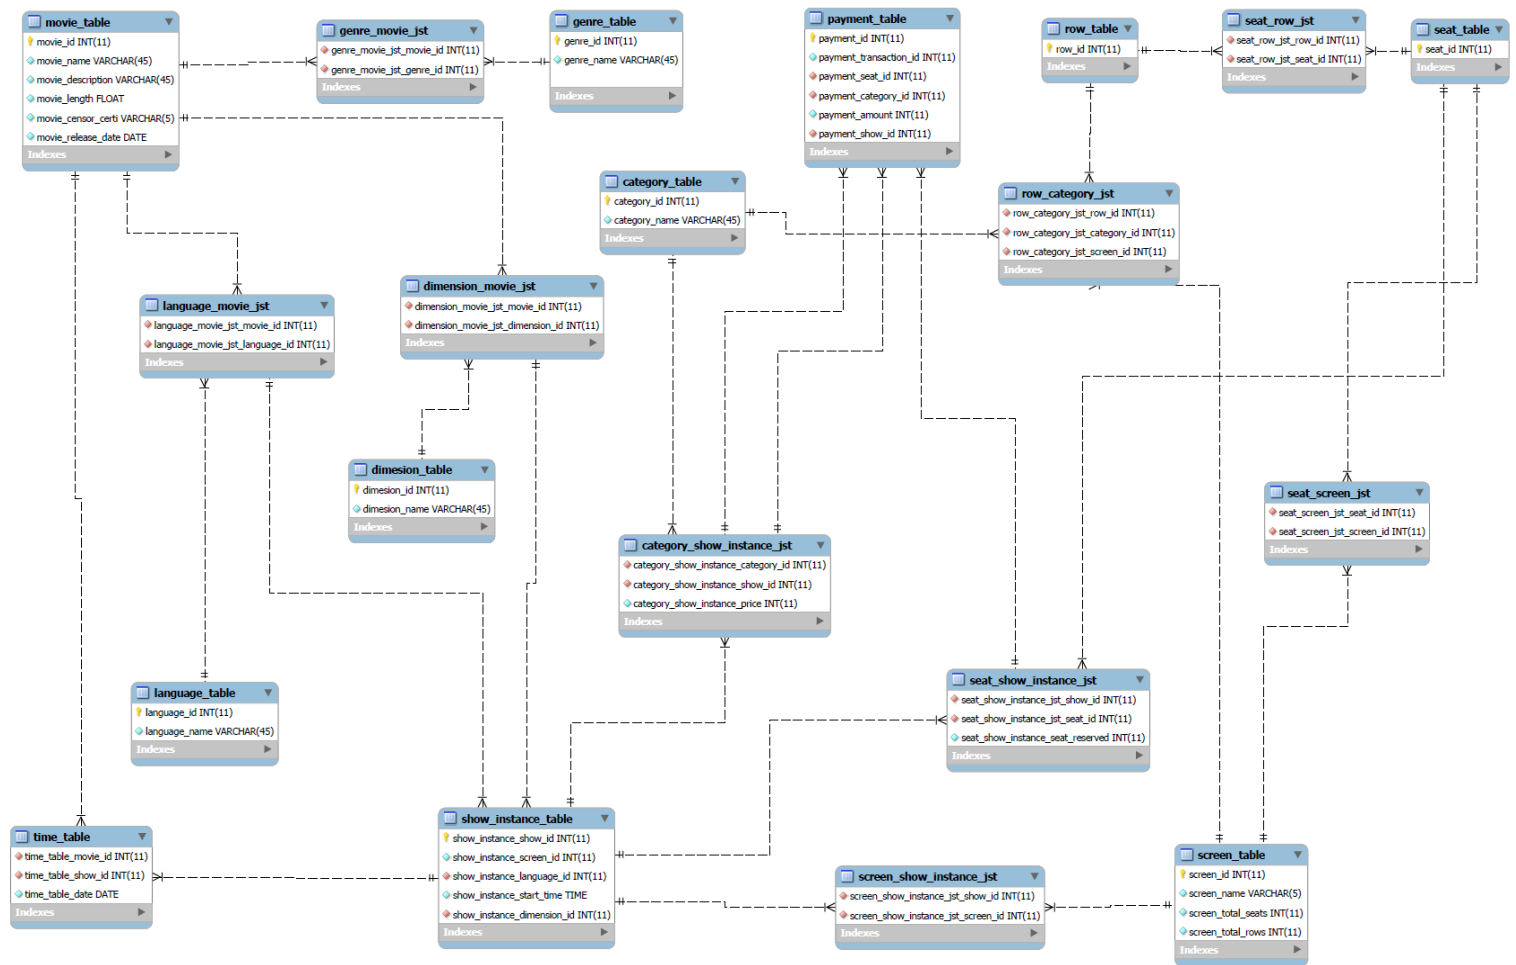 movie_table
movie_id INT(11)
movie_name VARCHAR(45)
movie_description VARCHAR(45)
movie_length FLOAT
movie_censor_certi VARCHAR(5)
movie_release_date DATE
Indexes
genre_movie_jst
genre_movie_jst_movie_id INT(11)
genre_movie_jst_genre_id INT(11)
Indexes
genre_table
genre_id INT(11)
genre_name VARCHAR(45)
Indexes
payment_table
payment_id INT(11)
payment_transaction_id INT(11)
payment_seat_id INT(11)
payment_category_id INT(11)
payment_amount INT(11)
payment_show_id INT(11)
Indexes
row_table
row_id INT(11)
Indexes
seat_row_jst
seat_row_jst_row_id INT(11)
seat_row_jst_seat_id INT(11)
Indexes
seat_table
seat_id INT(11)
Indexes
category_table
category_id INT(11)
category_name VARCHAR(45)
Indexes
row_category_jst
row_category_jst_row_id INT(11)
row_category_jst_category_id INT(11)
row_category_jst_screen_id INT(11)
Indexes
language_movie_jst
language_movie_jst_movie_id INT(11)
language_movie_jst_language_id INT(11)
Indexes
dimension_movie_jst
dimension_movie_jst_movie_id INT(11)
dimension_movie_jst_dimension_id INT(11)
Indexes
dimesion_table
dimesion_id INT(11)
dimesion_name VARCHAR(45)
Indexes
category_show_instance_jst
category_show_instance_category_id INT(11)
category_show_instance_show_id INT(11)
category_show_instance_price INT(11)
Indexes
seat_screen_jst
seat_screen_jst_seat_id INT(11)
seat_screen_jst_screen_id INT(11)
Indexes
language_table
language_id INT(11)
language_name VARCHAR(45)
Indexes
seat_show_instance_jst
seat_show_instance_jst_show_id INT(11)
seat_show_instance_jst_seat_id INT(11)
seat_show_instance_seat_reserved INT(11)
Indexes
time_table
time_table_movie_id INT(11)
time_table_show_id INT(11)
time_table_date DATE
Indexes
show_instance_table
show_instance_show_id INT(11)
show_instance_screen_id INT(11)
show_instance_language_id INT(11)
show_instance_start_time TIME
show_instance_dimension_id INT(11)
Indexes
screen_show_instance_jst
screen_show_instance_jst_show_id INT(11)
screen_show_instance_jst_screen_id INT(11)
Indexes
screen_table
screen_id INT(11)
screen_name VARCHAR(5)
screen_total_seats INT(11)
screen_total_rows INT(11)
Indexes